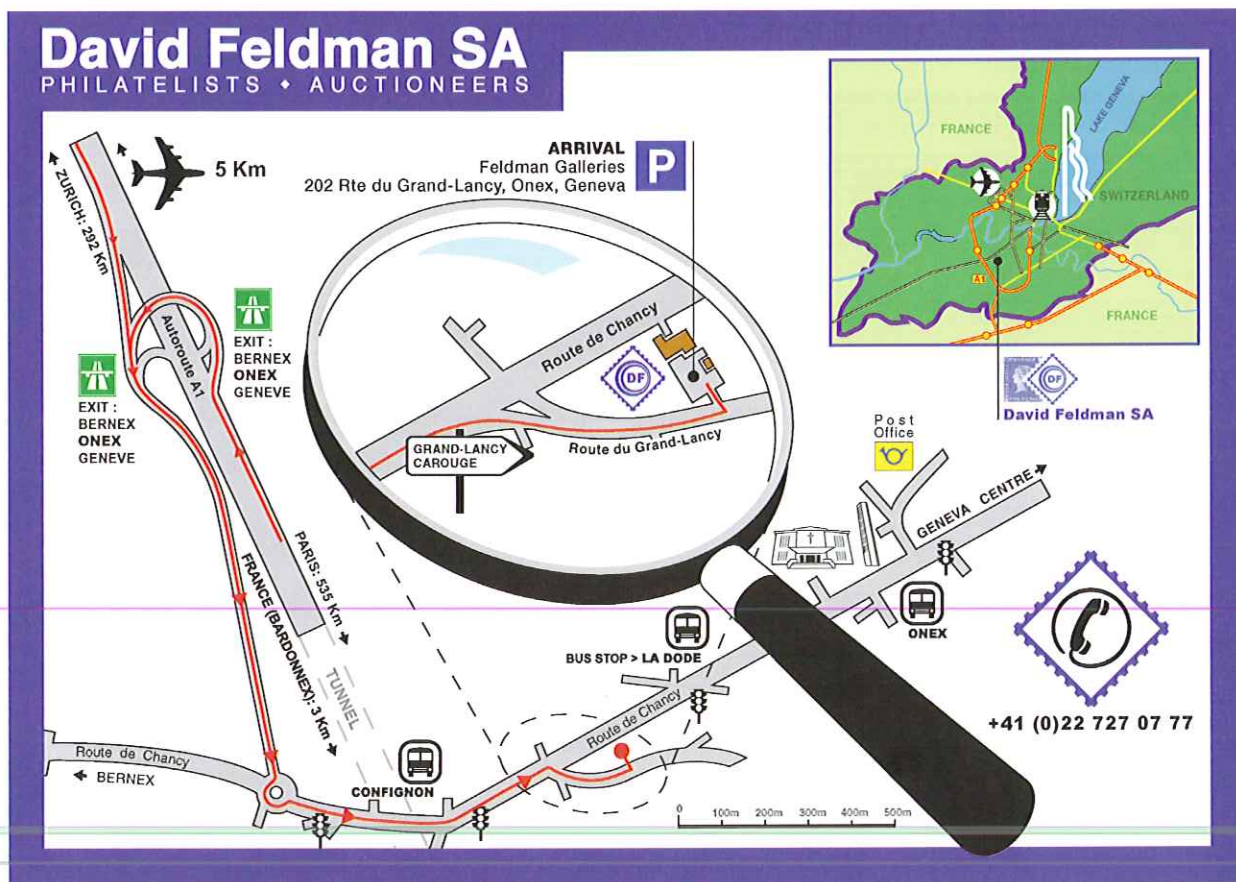 David Feldman SA
PHILATELISTS • AUCTIONEERS
5 Km
ZURICH: 292 Km
ARRIVAL
Feldman Galleries
202 Rte du Grand-Lancy, Onex, Geneva
P
FRANCE
LAKE GENEVA
SWITZERLAND
A1
FRANCE
DF
David Feldman SA
Autoroute A1
EXIT :
BERNEX
ONEX
GENEVE
EXIT :
BERNEX
ONEX
GENEVE
Route de Chancy
DF
GRAND-LANCY
CAROUGE
Route du Grand-Lancy
Post
Office
GENEVA CENTRE
PARIS: 535 Km
FRANCE (BARDONNEX): 3 Km
TUNNEL
ONEX
BUS STOP > LA DODE
Route de Chancy
+41 (0)22 727 07 77
Route de Chancy
BERNEX
CONFIGNON
0 100m 200m 300m 400m 500m